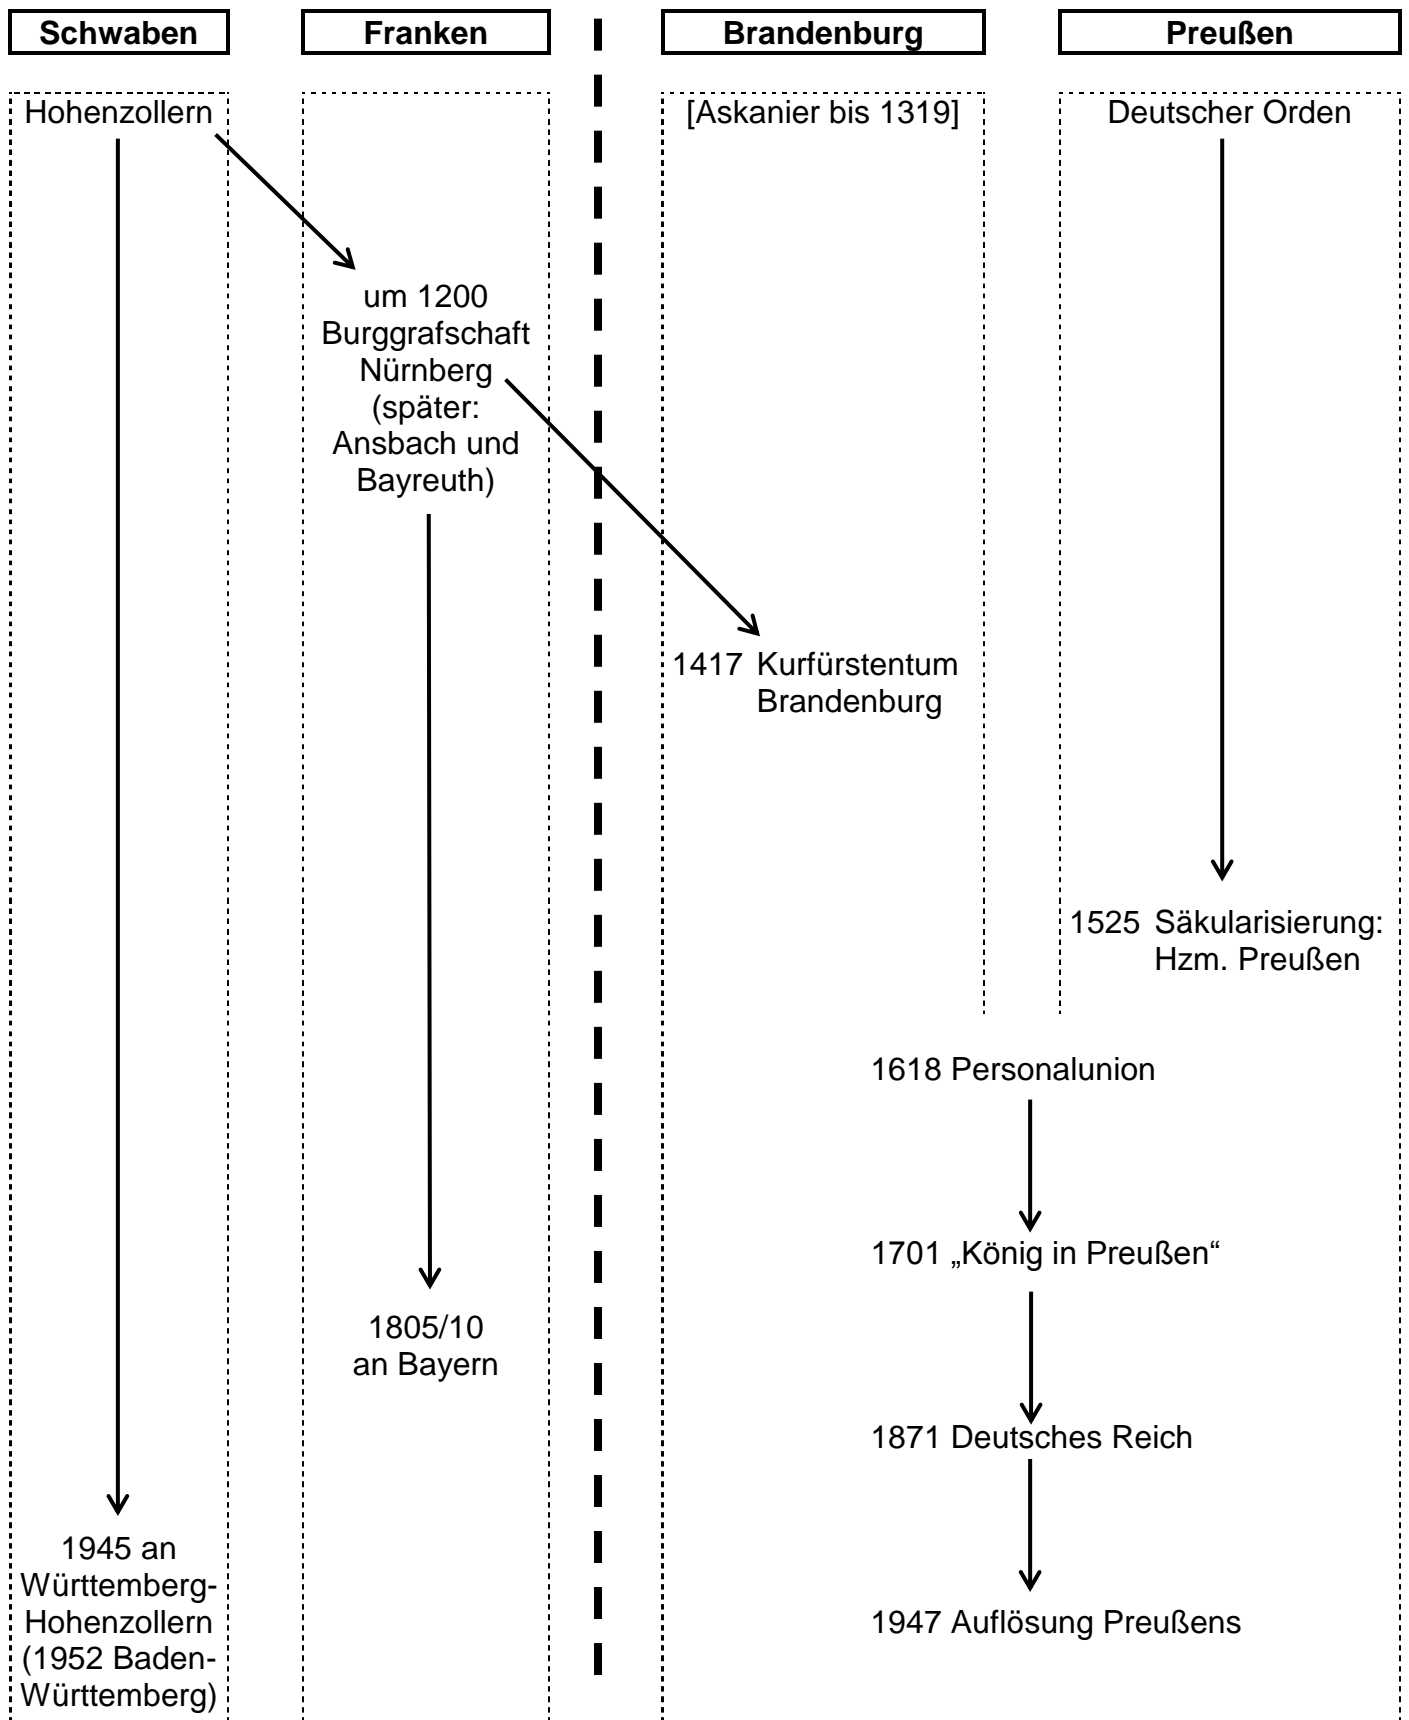 Schwaben
Franken
Brandenburg
Preußen
Hohenzollern
[Askanier bis 1319]
Deutscher Orden
um 1200
Burggrafschaft
Nürnberg
(später:
Ansbach und
Bayreuth)
1417 Kurfürstentum
Brandenburg
1525 Säkularisierung:
Hzm. Preußen
1618 Personalunion
1701 „König in Preußen“
1805/10
an Bayern
1871 Deutsches Reich
1945 an
Württemberg-
Hohenzollern
(1952 Baden-
Württemberg)
1947 Auflösung Preußens